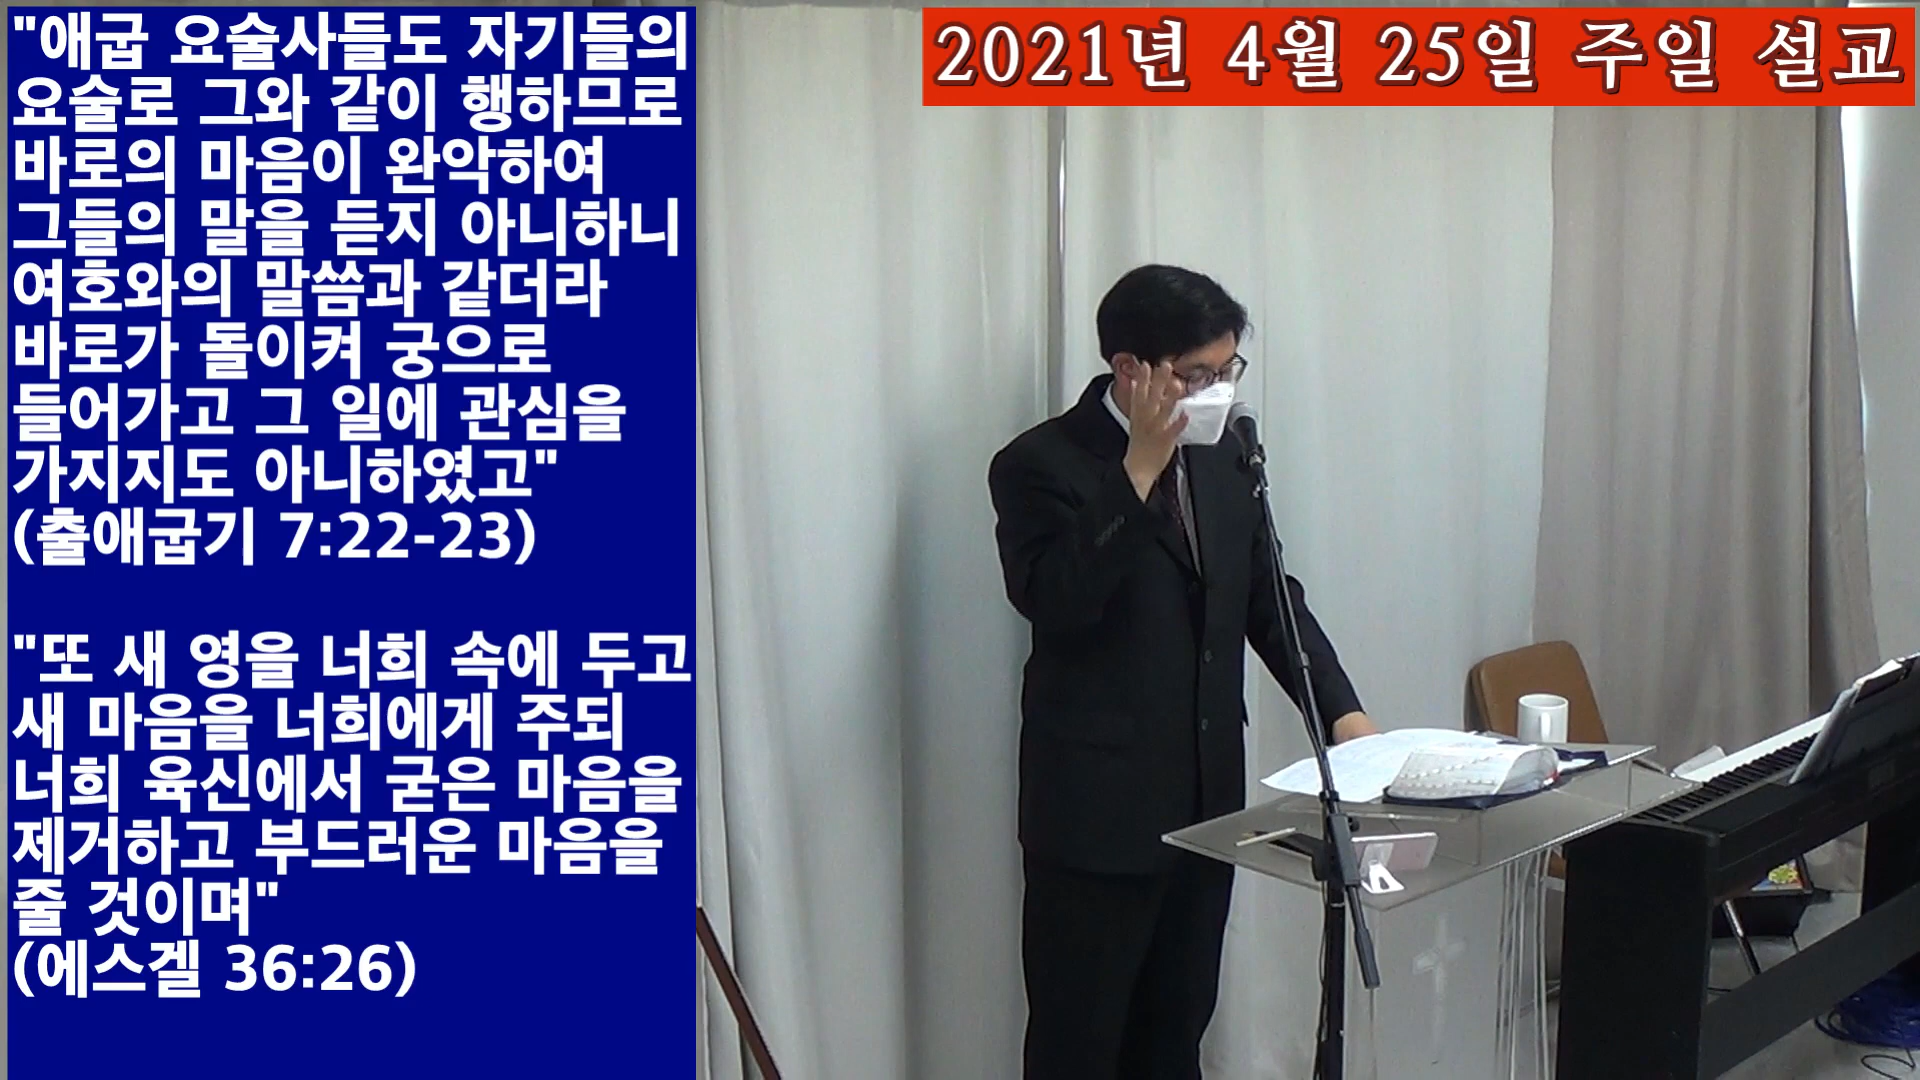 "애굽 요술사들도 자기들의
요술로 그와 같이 행하므로
바로의 마음이 완악하여
그들의 말을 듣지 아니하니
여호와의 말씀과 같더라
바로가 돌이켜 궁으로
들어가고 그 일에 관심을
가지지도 아니하였고"
(출애굽기 7:22-23)
"또 새 영을 너희 속에 두고
새 마음을 너희에게 주되
너희 육신에서 굳은 마음을
제거하고 부드러운 마음을
줄 것이며"
(에스겔 36:26)
2021년 4월 25일 주일 설교